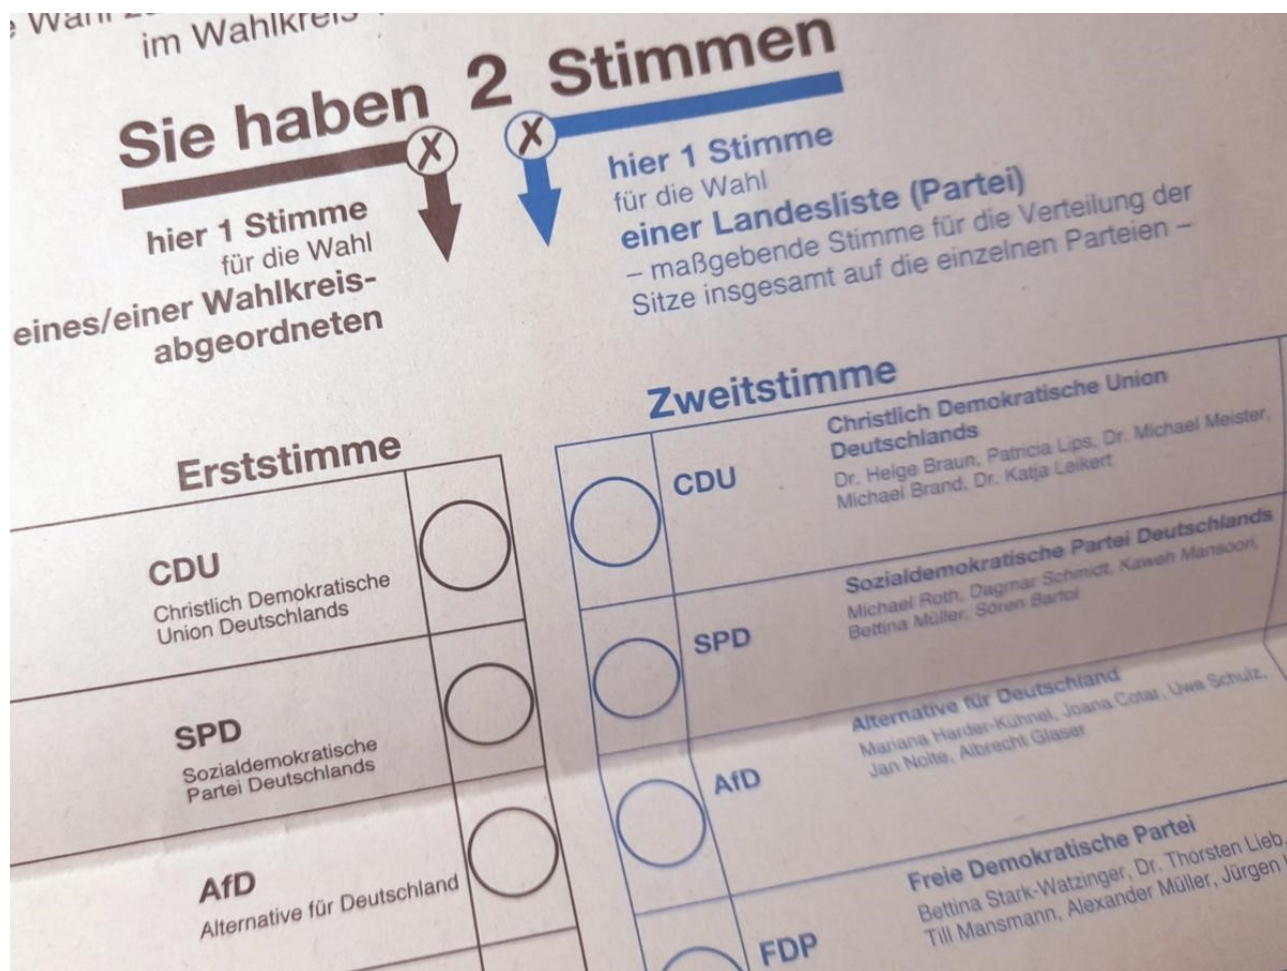 im Wahlkreis
Sie haben 2 Stimmen
X
X
hier 1 Stimme
für die Wahl
eines/einer Wahlkreis-
abgeordneten
hier 1 Stimme
für die Wahl
einer Landesliste (Partei)
– maßgebende Stimme für die Verteilung der
Sitze insgesamt auf die einzelnen Parteien –
Erststimme
CDU
Christlich Demokratische
Union Deutschlands
SPD
Sozialdemokratische
Partei Deutschlands
AfD
Alternative für Deutschland
Zweitstimme
CDU
Christlich Demokratische Union
Deutschlands
Dr. Helge Braun, Patricia Lips, Dr. Michael Meister,
Michael Brand, Dr. Katja Leikert
SPD
Sozialdemokratische Partei Deutschlands
Michael Roth, Dagmar Schmidt, Kaweh Mansoori,
Bettina Müller, Sören Bartol
AfD
Alternative für Deutschland
Mariana Harder-Kühnel, Joana Cotar, Uwe Schulz,
Jan Nolte, Albrecht Glaser
FDP
Freie Demokratische Partei
Bettina Stark-Watzinger, Dr. Thorsten Lieb,
Till Mansmann, Alexander Müller, Jürgen